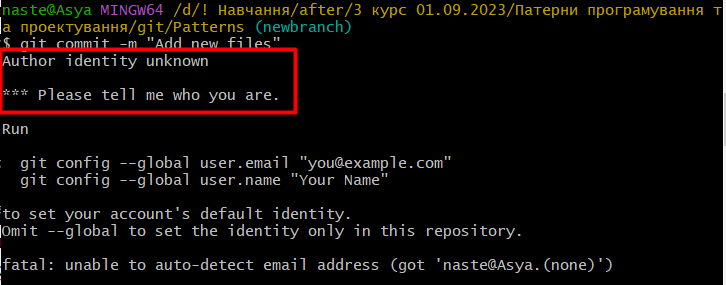 naste@Asya MINGW64 /d/! Навчання/after/3 курс 01.09.2023/Патерни програмування т
а проектування/git/Patterns (newbranch)
$ git commit -m "Add new files"
Author identity unknown
*** Please tell me who you are.
Run
git config --global user.email "you@example.com"
git config --global user.name "Your Name"
to set your account's default identity.
Omit --global to set the identity only in this repository.
fatal: unable to auto-detect email address (got 'naste@Asya.(none)')